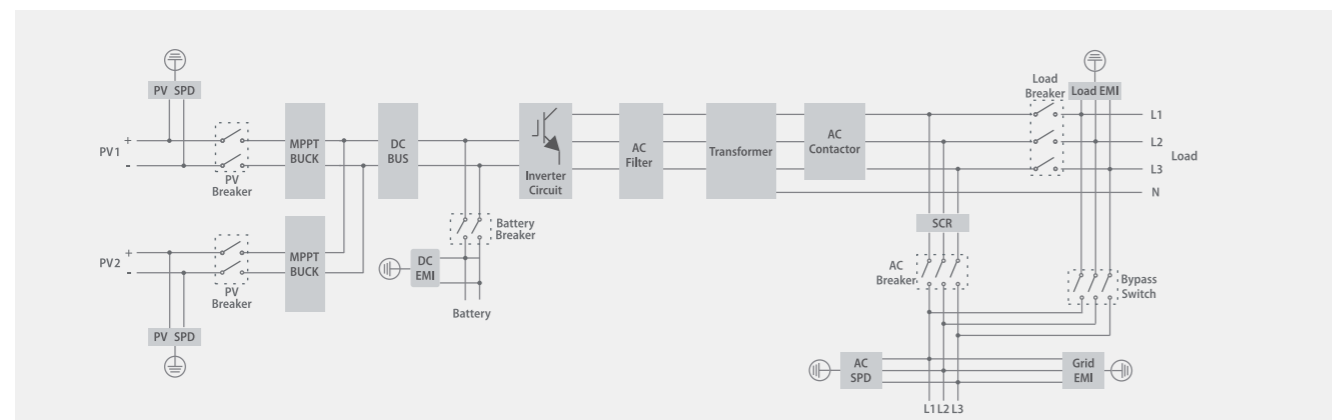 PV SPD
PV1
+
-
PV
Breaker
MPPT
BUCK
DC
BUS
Inverter
Circuit
AC
Filter
Transformer
AC
Contactor
Load
Breaker
Load EMI
L1
L2
L3
Load
N
PV2
+
-
PV
Breaker
MPPT
BUCK
PV SPD
Battery
Breaker
DC
EMI
Battery
SCR
AC
Breaker
Bypass
Switch
AC
SPD
Grid
EMI
L1 L2 L3